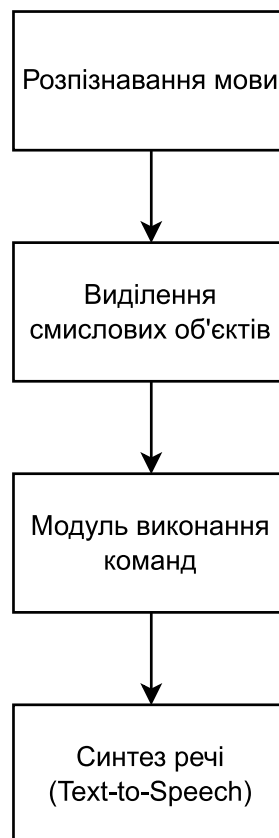 Розпізнавання мови
Виділення
смислових об'єктів
Модуль виконання
команд
Синтез речі
(Text-to-Speech)